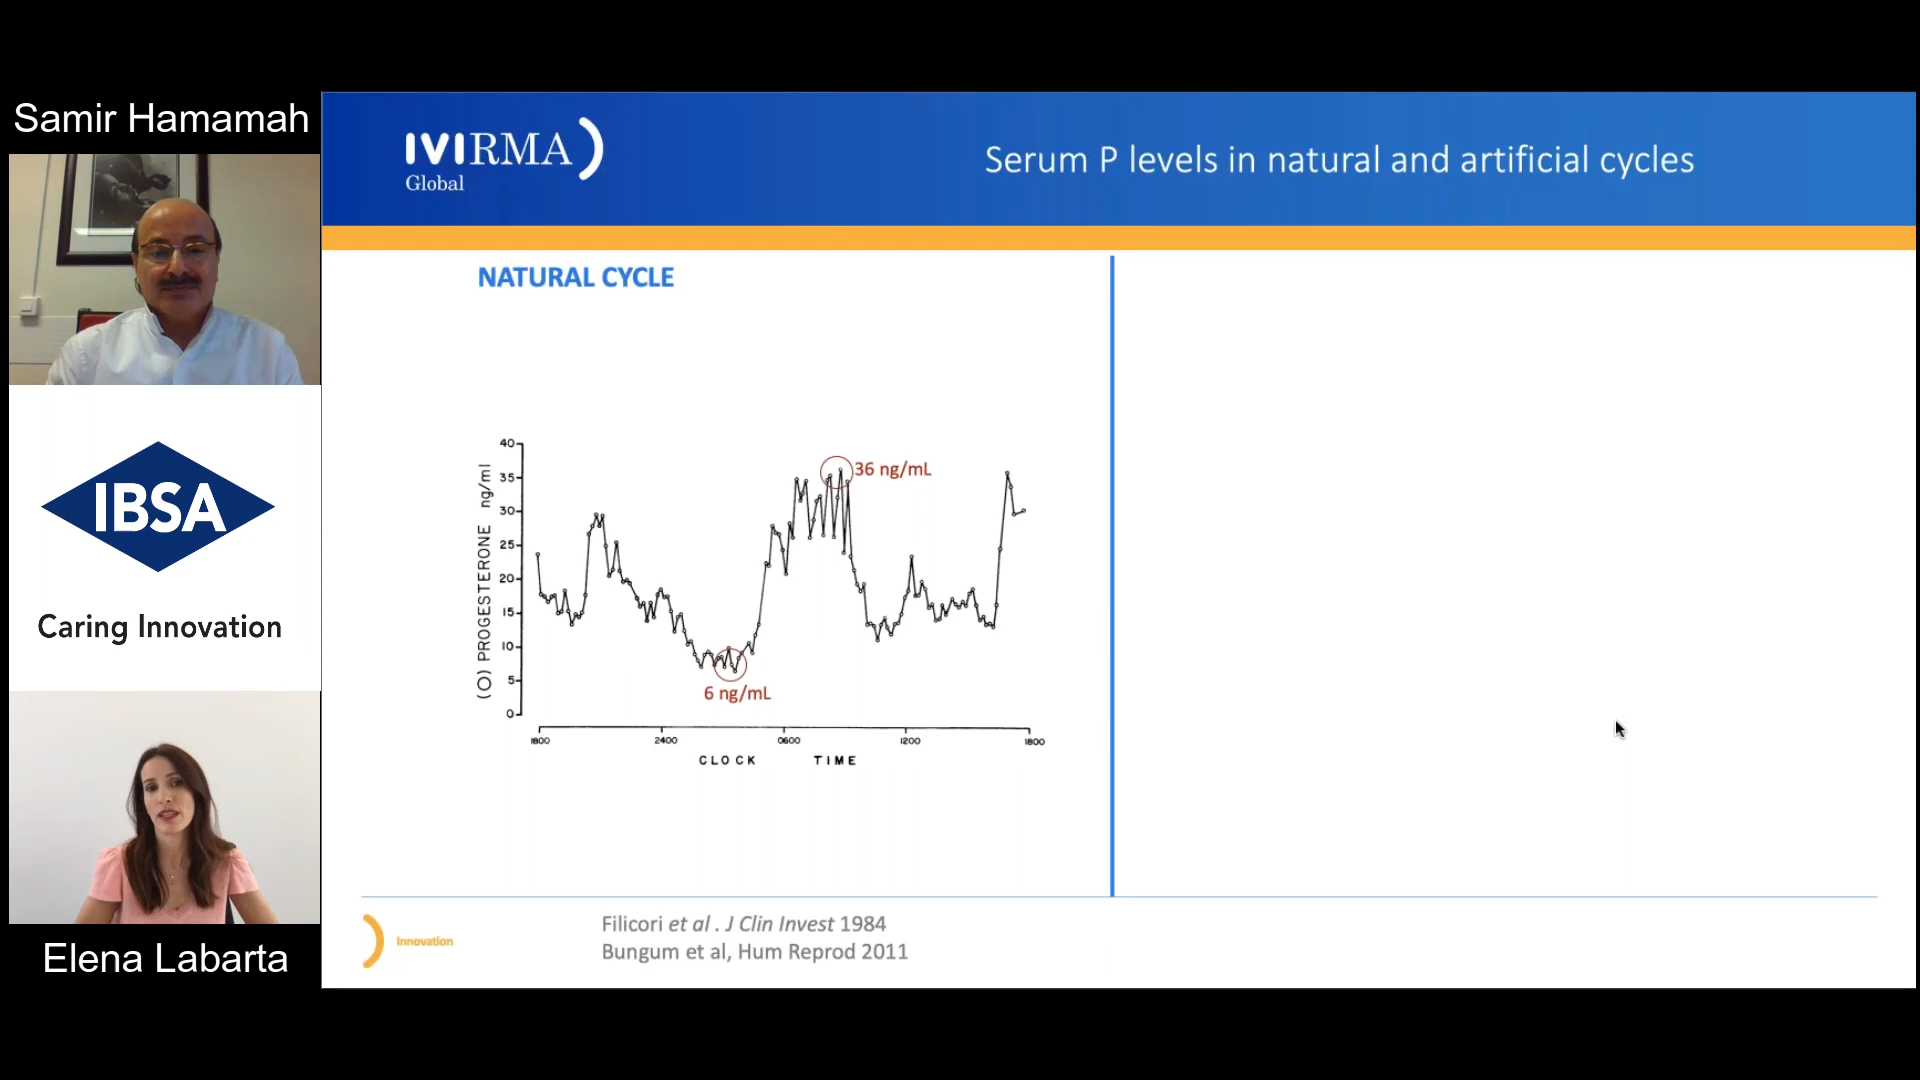 Samir Hamamah
IBSA
Caring Innovation
Elena Labarta
IVIRMA
Global
Serum P levels in natural and artificial cycles
NATURAL CYCLE
(O) PROGESTERONE ng/ml
40
35
30
25
20
15
10
5
0
36 ng/mL
6 ng/mL
1800
2400
0600
1200
1800
CLOCK TIME
Innovation
Filicori et al . J Clin Invest 1984
Bungum et al, Hum Reprod 2011